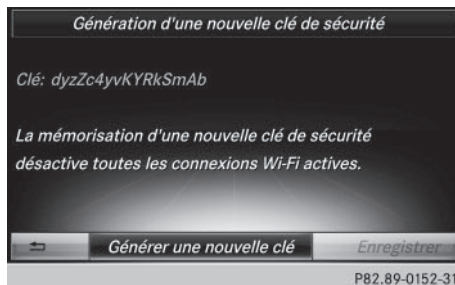 Génération d'une nouvelle clé de sécurité
Clé: dyzZc4yvKYRkSmAb
La mémorisation d'une nouvelle clé de sécurité
désactive toutes les connexions Wi-Fi actives.
Générer une nouvelle clé
Enregistrer
P82.89-0152-31